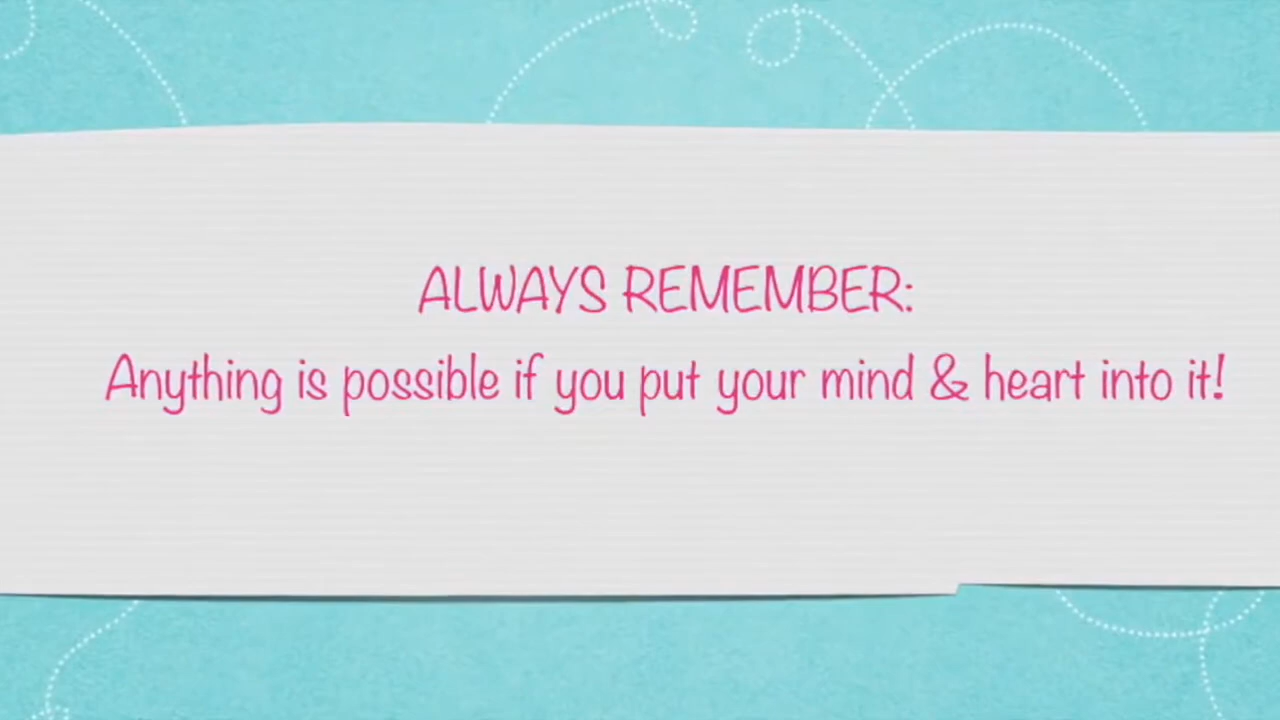 ALWAYS REMEMBER:
Anything is possible if you put your mind & heart into it!